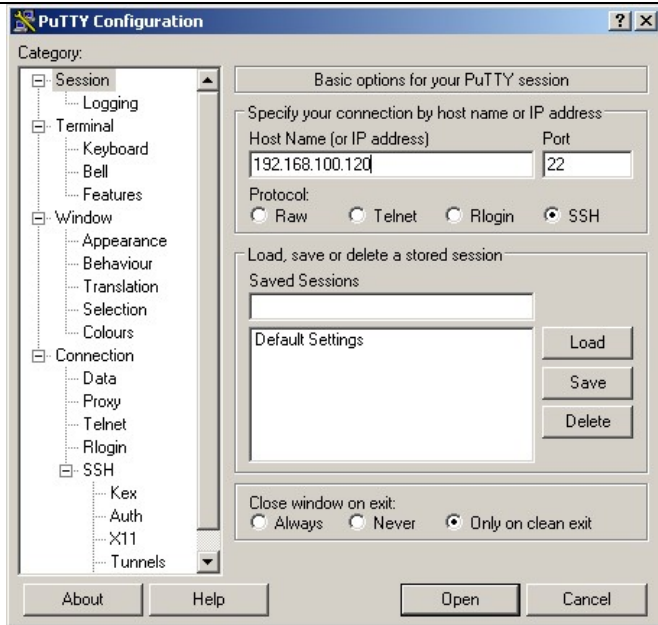 PuTTY Configuration
Category:
Session
Logging
Terminal
Keyboard
Bell
Features
Window
Appearance
Behaviour
Translation
Selection
Colours
Connection
Data
Proxy
Telnet
Rlogin
SSH
Kex
Auth
X11
Tunnels
Basic options for your PuTTY session
Specify your connection by host name or IP address
Host Name (or IP address) Port
192.168.100.120 22
Protocol:
Raw Telnet Rlogin SSH
Load, save or delete a stored session
Saved Sessions
Default Settings
Load
Save
Delete
Close window on exit:
Always Never Only on clean exit
About Help Open Cancel